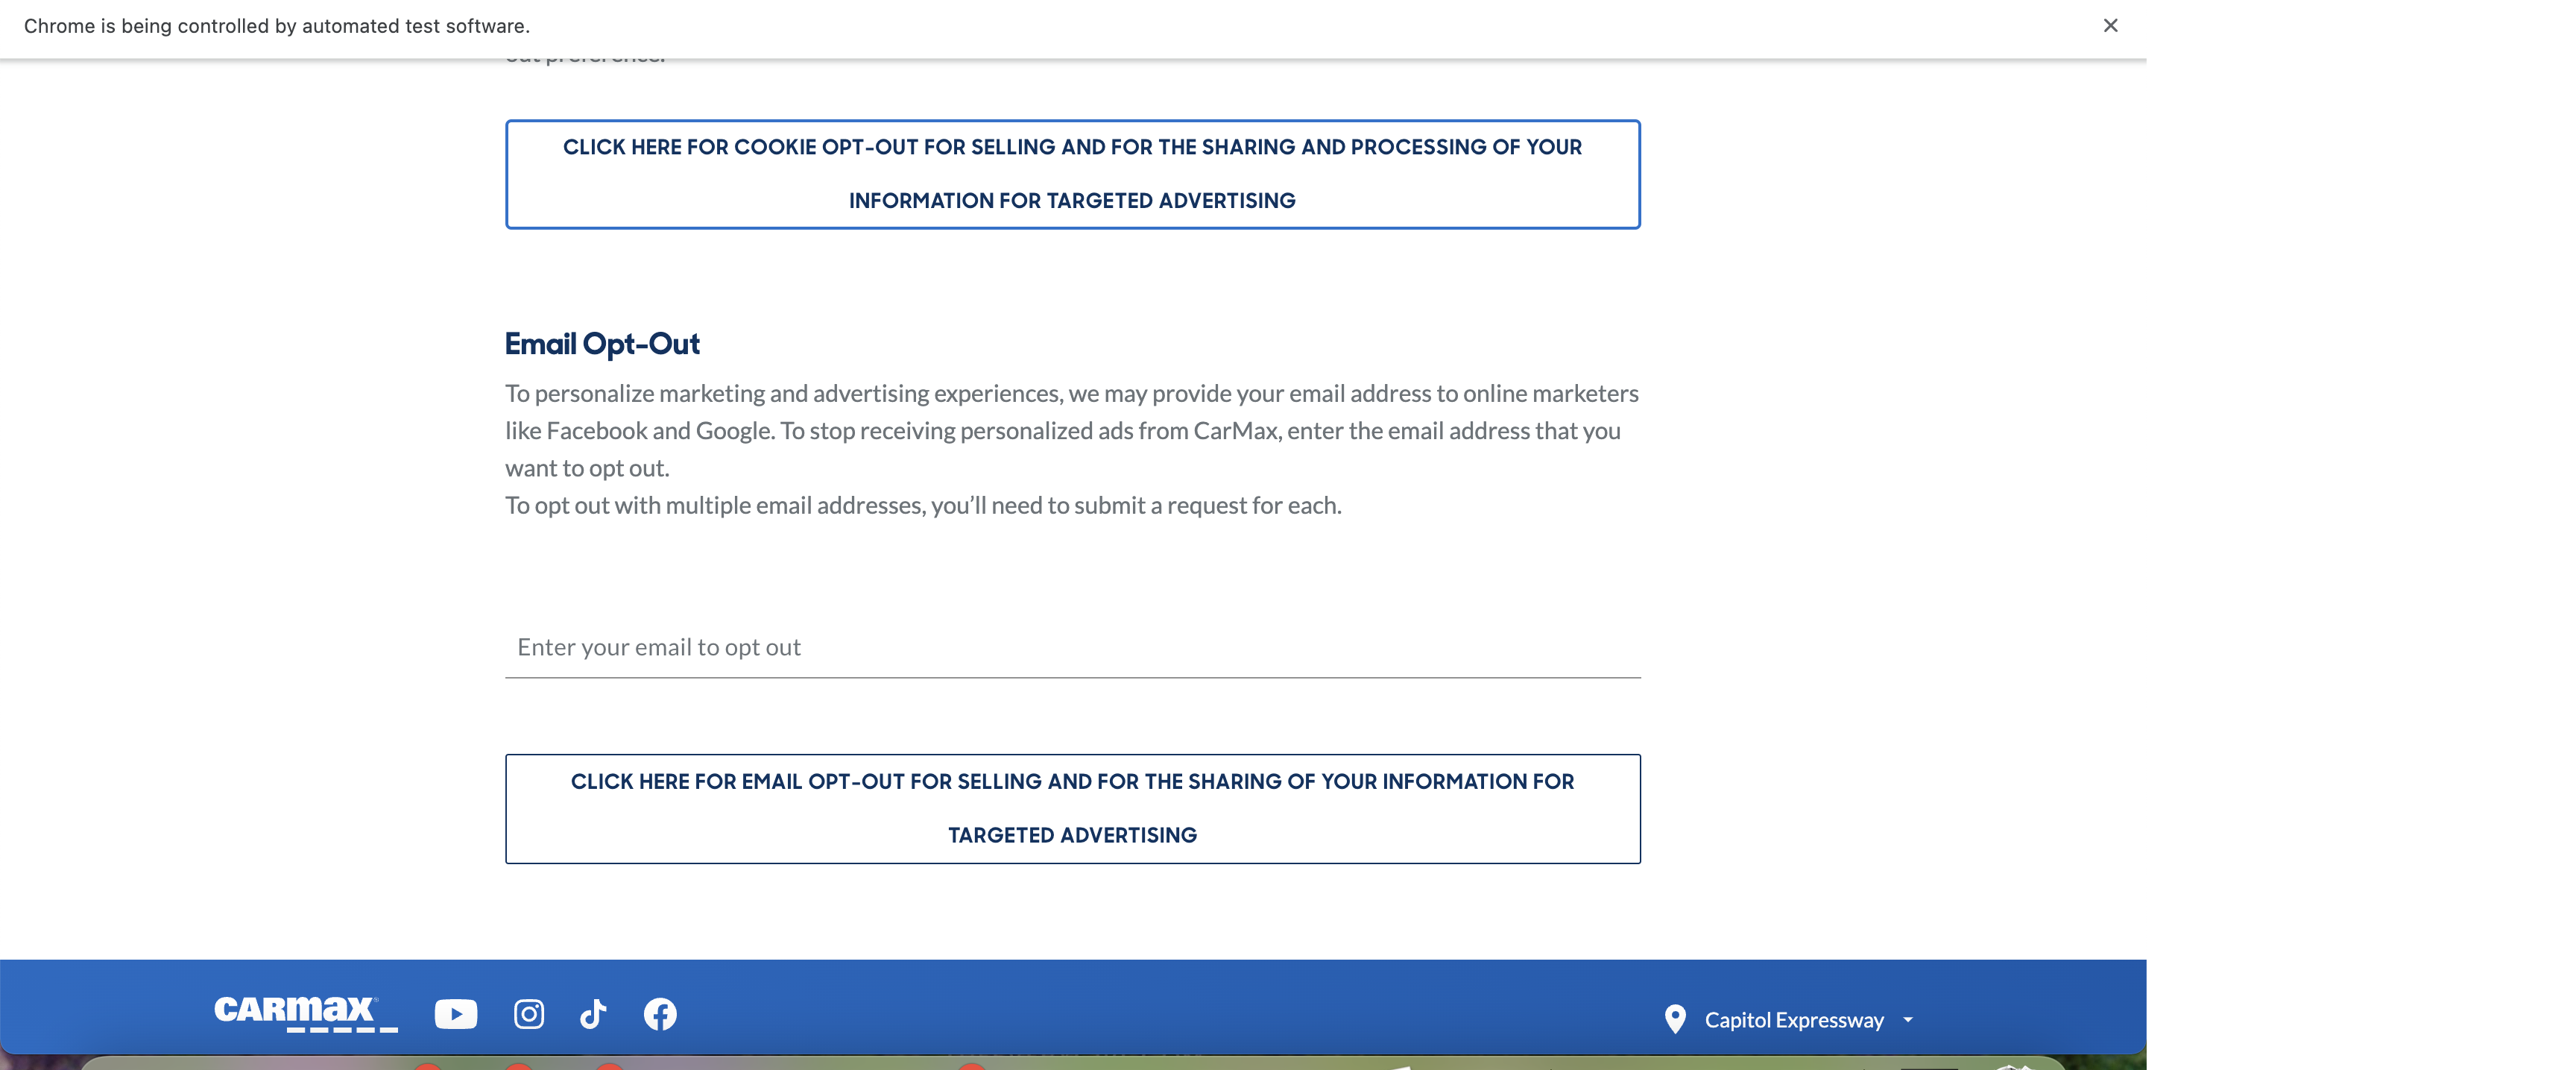 Chrome is being controlled by automated test software.
out preference.
CLICK HERE FOR COOKIE OPT-OUT FOR SELLING AND FOR THE SHARING AND PROCESSING OF YOUR
INFORMATION FOR TARGETED ADVERTISING
Email Opt-Out
To personalize marketing and advertising experiences, we may provide your email address to online marketers
like Facebook and Google. To stop receiving personalized ads from CarMax, enter the email address that you
want to opt out.
To opt out with multiple email addresses, you’ll need to submit a request for each.
Enter your email to opt out
CLICK HERE FOR EMAIL OPT-OUT FOR SELLING AND FOR THE SHARING OF YOUR INFORMATION FOR
TARGETED ADVERTISING
CARmax
Capitol Expressway